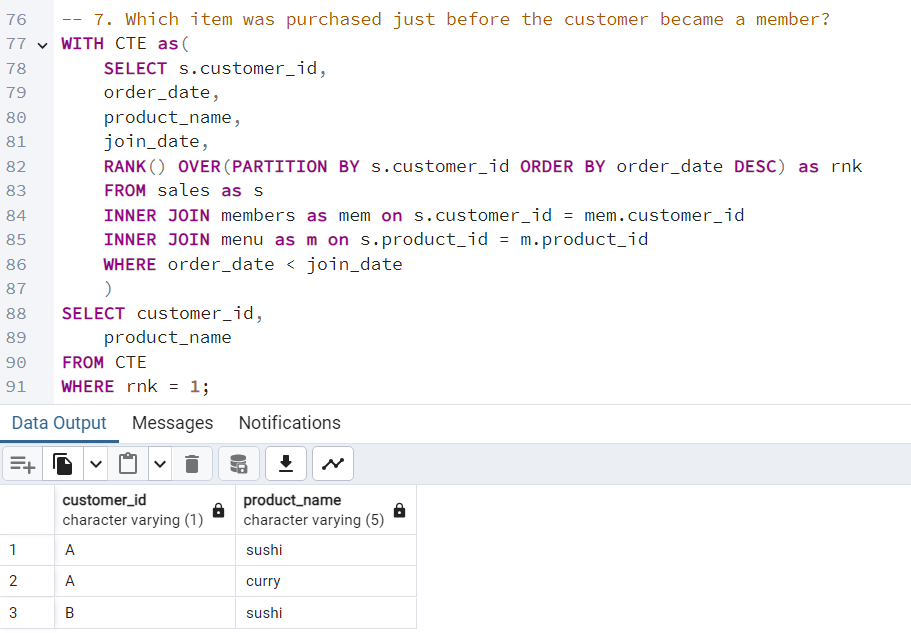 76 -- 7. Which item was purchased just before the customer became a member?
77 WITH CTE as(
78 SELECT s.customer_id,
79 order_date,
80 product_name,
81 join_date,
82 RANK() OVER(PARTITION BY s.customer_id ORDER BY order_date DESC) as rnk
83 FROM sales as s
84 INNER JOIN members as mem on s.customer_id = mem.customer_id
85 INNER JOIN menu as m on s.product_id = m.product_id
86 WHERE order_date < join_date
87 )
88 SELECT customer_id,
89 product_name
90 FROM CTE
91 WHERE rnk = 1;
Data Output Messages Notifications
customer_id product_name
character varying (1) character varying (5)
1 A sushi
2 A curry
3 B sushi